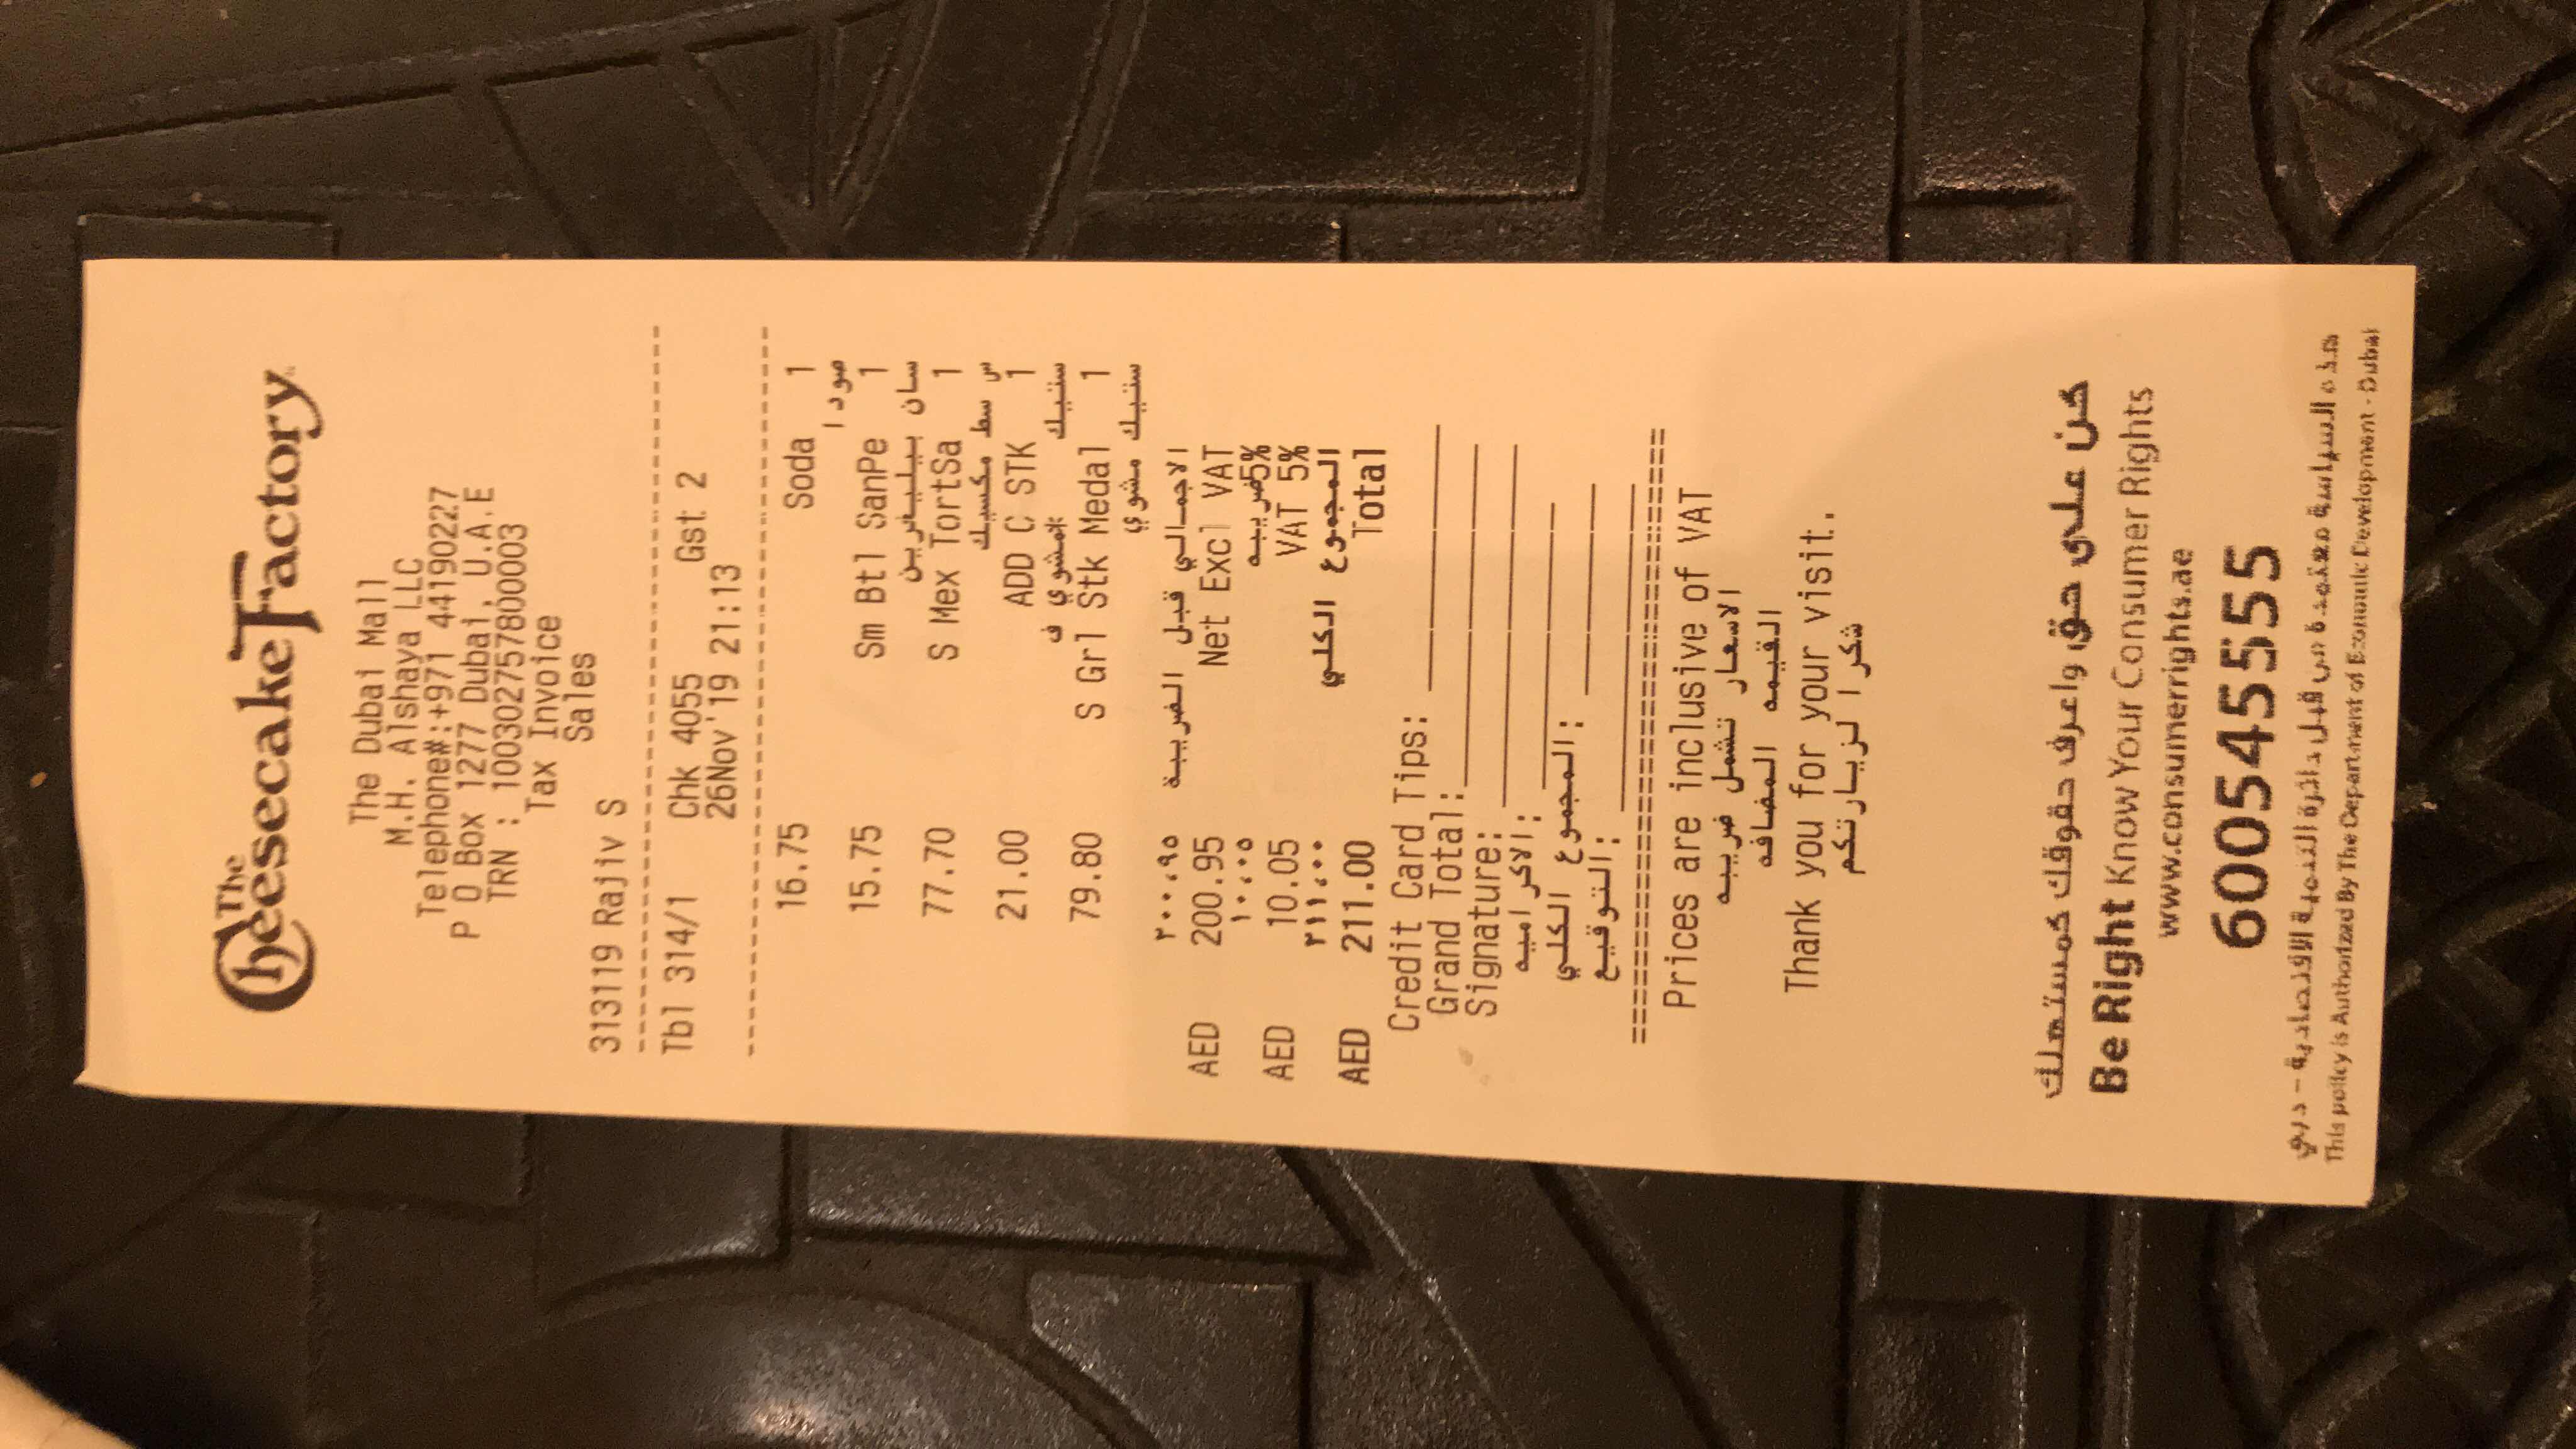 The Cheesecake Factory
The Dubai Mall
M.H. Alshaya LLC
Telephone#:+971 44190227
P O Box 1277 Dubai, U.A.E
TRN : 100302757800003
Tax Invoice
Sales
313119 Rajiv S
Tbl 314/1 Chk 4055 Gst 2
26Nov'19 21:13
16.75 Soda 1
صودا
15.75 Sm Btl SanPe 1
سان بيليغرين
77.70 S Mex TortSa 1
س سط مكسيك
21.00 ADD C STK 1
ستيك *مشوي ف
79.80 S Grl Stk Medal 1
ستيك مشوي
الاجمالي قبل الضريبة ٢٠٠،٩٥
AED 200.95 Net Excl VAT
5%ضريبه ١٠،٠٥
AED 10.05 VAT 5%
المجموع الكلي ٢١١،٠٠
AED 211.00 Total
Credit Card Tips:
Grand Total:
Signature:
الاكراميه:
المجموع الكلي:
التوقيع:
Prices are inclusive of VAT
الاسعار تشمل ضريبه
القيمه المضافه
Thank you for your visit.
شكرا لزيارتكم
كن على حق واعرف حقوقك كمستهلك
Be Right Know Your Consumer Rights
www.consumerrights.ae
600545555
هذه السياسة معتمدة من قبل دائرة التنمية الاقتصادية - دبي
This policy is Authorized By The Department of Economic Development - Dubai